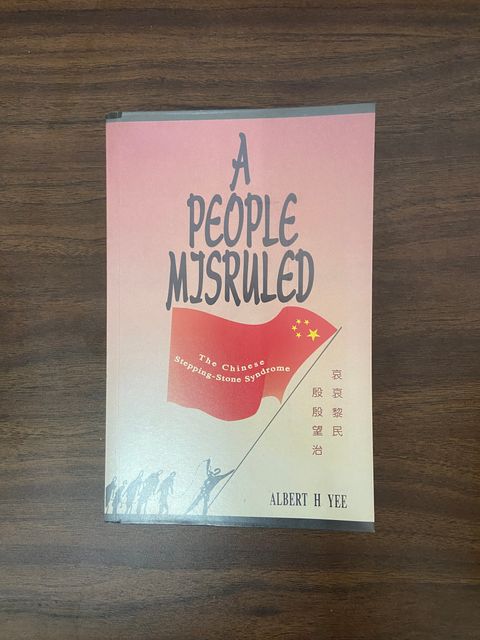 A
PEOPLE
MISRULED
The Chinese
Stepping-Stone Syndrome
哀哀黎民
殷殷望治
ALBERT H YEE